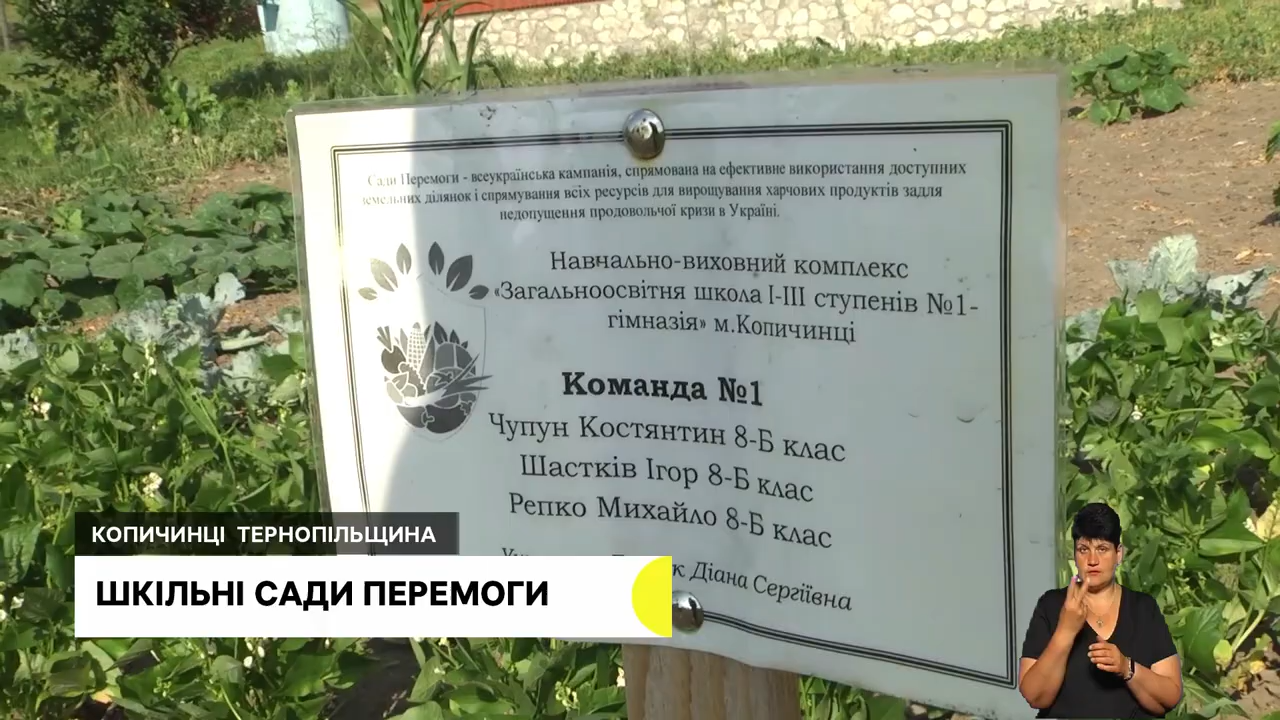 Сади Перемоги - всеукраїнська кампанія, спрямована на ефективне використання доступних
земельних ділянок і спрямування всіх ресурсів для вирощування харчових продуктів задля
недопущення продовольчої кризи в Україні.
Навчально-виховний комплекс
«Загальноосвітня школа І-ІІІ ступенів №1-
гімназія» м.Копичинці
Команда №1
Чупун Костянтин 8-Б клас
Шастків Ігор 8-Б клас
Репко Михайло 8-Б клас
Діана Сергіївна
КОПИЧИНЦІ ТЕРНОПІЛЬЩИНА
ШКІЛЬНІ САДИ ПЕРЕМОГИ